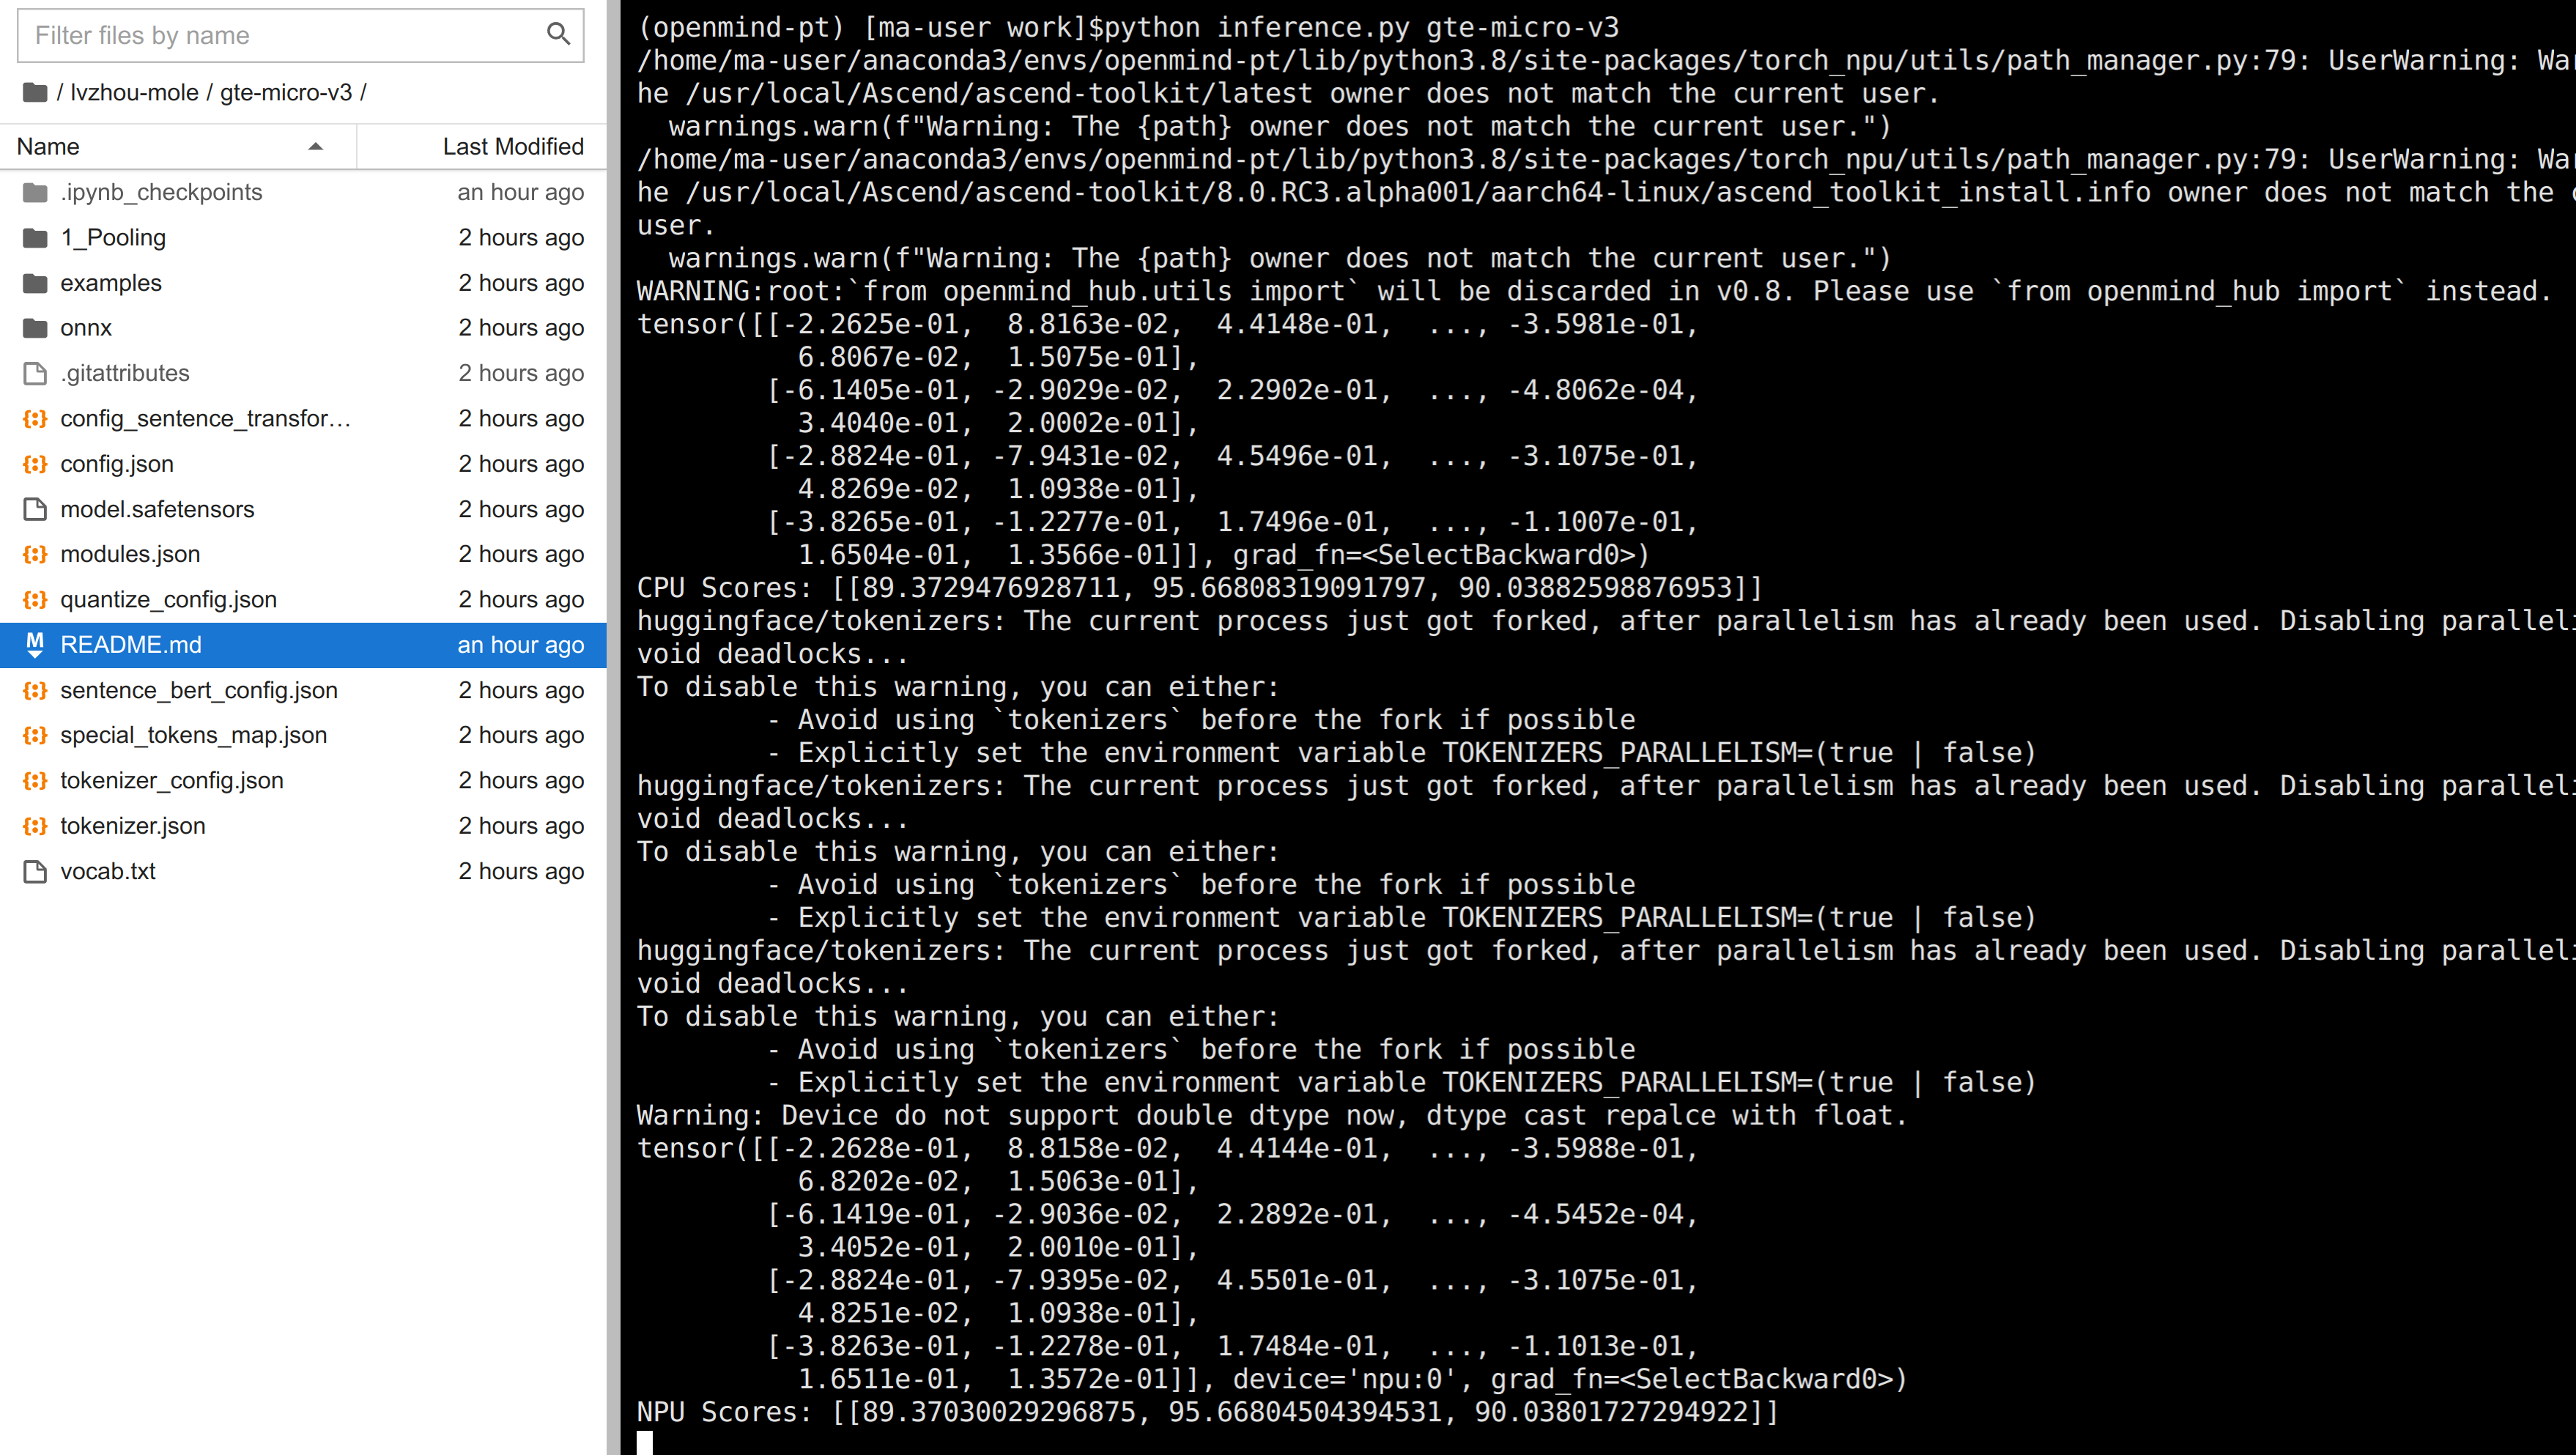 Filter files by name
/ lvzhou-mole / gte-micro-v3 /
Name Last Modified
.ipynb_checkpoints an hour ago
1_Pooling 2 hours ago
examples 2 hours ago
onnx 2 hours ago
.gitattributes 2 hours ago
config_sentence_transfor… 2 hours ago
config.json 2 hours ago
model.safetensors 2 hours ago
modules.json 2 hours ago
quantize_config.json 2 hours ago
README.md an hour ago
sentence_bert_config.json 2 hours ago
special_tokens_map.json 2 hours ago
tokenizer_config.json 2 hours ago
tokenizer.json 2 hours ago
vocab.txt 2 hours ago
(openmind-pt) [ma-user work]$python inference.py gte-micro-v3
/home/ma-user/anaconda3/envs/openmind-pt/lib/python3.8/site-packages/torch_npu/utils/path_manager.py:79: UserWarning:
he /usr/local/Ascend/ascend-toolkit/latest owner does not match the current user.
  warnings.warn(f"Warning: The {path} owner does not match the current user.")
/home/ma-user/anaconda3/envs/openmind-pt/lib/python3.8/site-packages/torch_npu/utils/path_manager.py:79: UserWarning:
he /usr/local/Ascend/ascend-toolkit/8.0.RC3.alpha001/aarch64-linux/ascend_toolkit_install.info owner does not match the
user.
  warnings.warn(f"Warning: The {path} owner does not match the current user.")
WARNING:root:`from openmind_hub.utils import` will be discarded in v0.8. Please use `from openmind_hub import` instead.
tensor([[-2.2625e-01,  8.8163e-02,  4.4148e-01,  ..., -3.5981e-01,
          6.8067e-02,  1.5075e-01],
        [-6.1405e-01, -2.9029e-02,  2.2902e-01,  ..., -4.8062e-04,
          3.4040e-01,  2.0002e-01],
        [-2.8824e-01, -7.9431e-02,  4.5496e-01,  ..., -3.1075e-01,
          4.8269e-02,  1.0938e-01],
        [-3.8265e-01, -1.2277e-01,  1.7496e-01,  ..., -1.1007e-01,
          1.6504e-01,  1.3566e-01]], grad_fn=<SelectBackward0>)
CPU Scores: [[89.3729476928711, 95.66808319091797, 90.03882598876953]]
huggingface/tokenizers: The current process just got forked, after parallelism has already been used. Disabling paralleli
void deadlocks...
To disable this warning, you can either:
        - Avoid using `tokenizers` before the fork if possible
        - Explicitly set the environment variable TOKENIZERS_PARALLELISM=(true | false)
huggingface/tokenizers: The current process just got forked, after parallelism has already been used. Disabling paralleli
void deadlocks...
To disable this warning, you can either:
        - Avoid using `tokenizers` before the fork if possible
        - Explicitly set the environment variable TOKENIZERS_PARALLELISM=(true | false)
huggingface/tokenizers: The current process just got forked, after parallelism has already been used. Disabling paralleli
void deadlocks...
To disable this warning, you can either:
        - Avoid using `tokenizers` before the fork if possible
        - Explicitly set the environment variable TOKENIZERS_PARALLELISM=(true | false)
Warning: Device do not support double dtype now, dtype cast repalce with float.
tensor([[-2.2628e-01,  8.8158e-02,  4.4144e-01,  ..., -3.5988e-01,
          6.8202e-02,  1.5063e-01],
        [-6.1419e-01, -2.9036e-02,  2.2892e-01,  ..., -4.5452e-04,
          3.4052e-01,  2.0010e-01],
        [-2.8824e-01, -7.9395e-02,  4.5501e-01,  ..., -3.1075e-01,
          4.8251e-02,  1.0938e-01],
        [-3.8263e-01, -1.2278e-01,  1.7484e-01,  ..., -1.1013e-01,
          1.6511e-01,  1.3572e-01]], device='npu:0', grad_fn=<SelectBackward0>)
NPU Scores: [[89.37030029296875, 95.66804504394531, 90.03801727294922]]